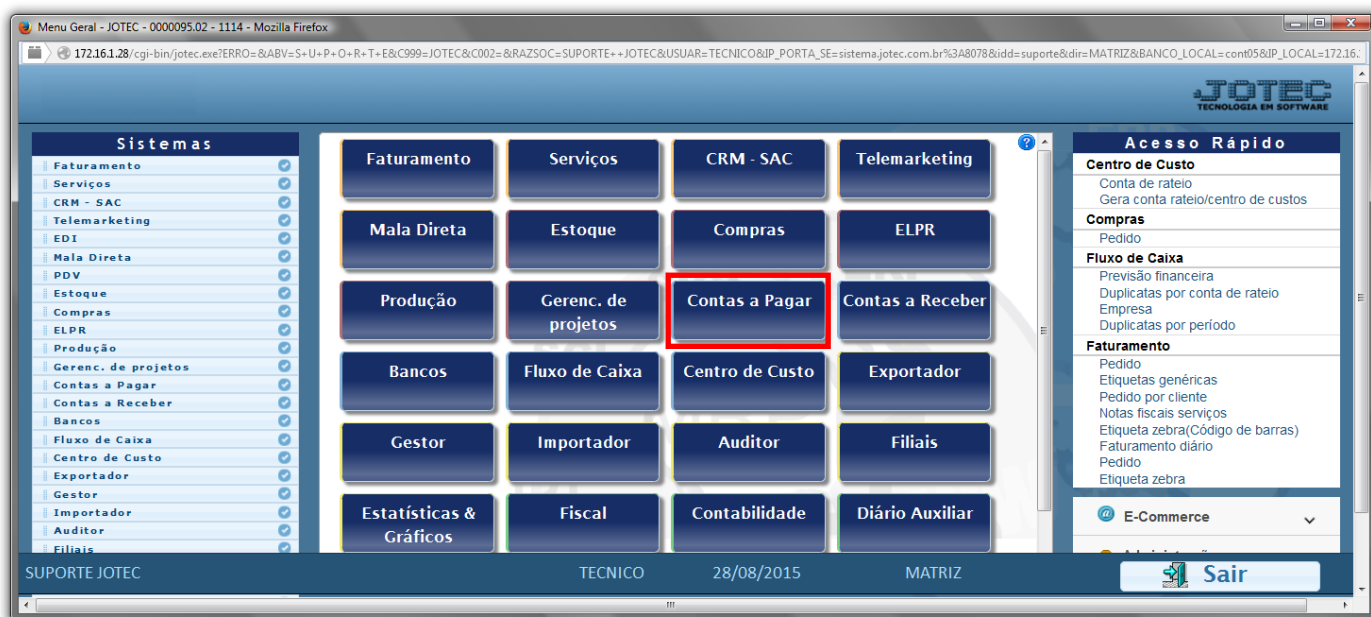 Menu Geral - JOTEC - 0000095.02 - 1114 - Mozilla Firefox
172.16.1.28/cgi-bin/jotec.exe?ERRO=&ABV=S+U+P+O+R+T+E&C999=JOTEC&C002=&RAZSOC=SUPORTE++JOTEC&USUAR=TECNICO&IP_PORTA_SE=sistema.jotec.com.br%3A8078&idd=suporte&dir=MATRIZ&BANCO_LOCAL=cont05&IP_LOCAL=172.16.
JOTEC
TECNOLOGIA EM SOFTWARE
Sistemas
Faturamento
Serviços
CRM - SAC
Telemarketing
EDI
Mala Direta
PDV
Estoque
Compras
ELPR
Produção
Gerenc. de projetos
Contas a Pagar
Contas a Receber
Bancos
Fluxo de Caixa
Centro de Custo
Exportador
Gestor
Importador
Auditor
Filiais
Faturamento
Serviços
CRM - SAC
Telemarketing
Mala Direta
Estoque
Compras
ELPR
Produção
Gerenc. de
projetos
Contas a Pagar
Contas a Receber
Bancos
Fluxo de Caixa
Centro de Custo
Exportador
Gestor
Importador
Auditor
Filiais
Estatísticas &
Gráficos
Fiscal
Contabilidade
Diário Auxiliar
Acesso Rápido
Centro de Custo
Conta de rateio
Gera conta rateio/centro de custos
Compras
Pedido
Fluxo de Caixa
Previsão financeira
Duplicatas por conta de rateio
Empresa
Duplicatas por período
Faturamento
Pedido
Etiquetas genéricas
Pedido por cliente
Notas fiscais serviços
Etiqueta zebra(Código de barras)
Faturamento diário
Pedido
Etiqueta zebra
E-Commerce
SUPORTE JOTEC
TECNICO
28/08/2015
MATRIZ
Sair